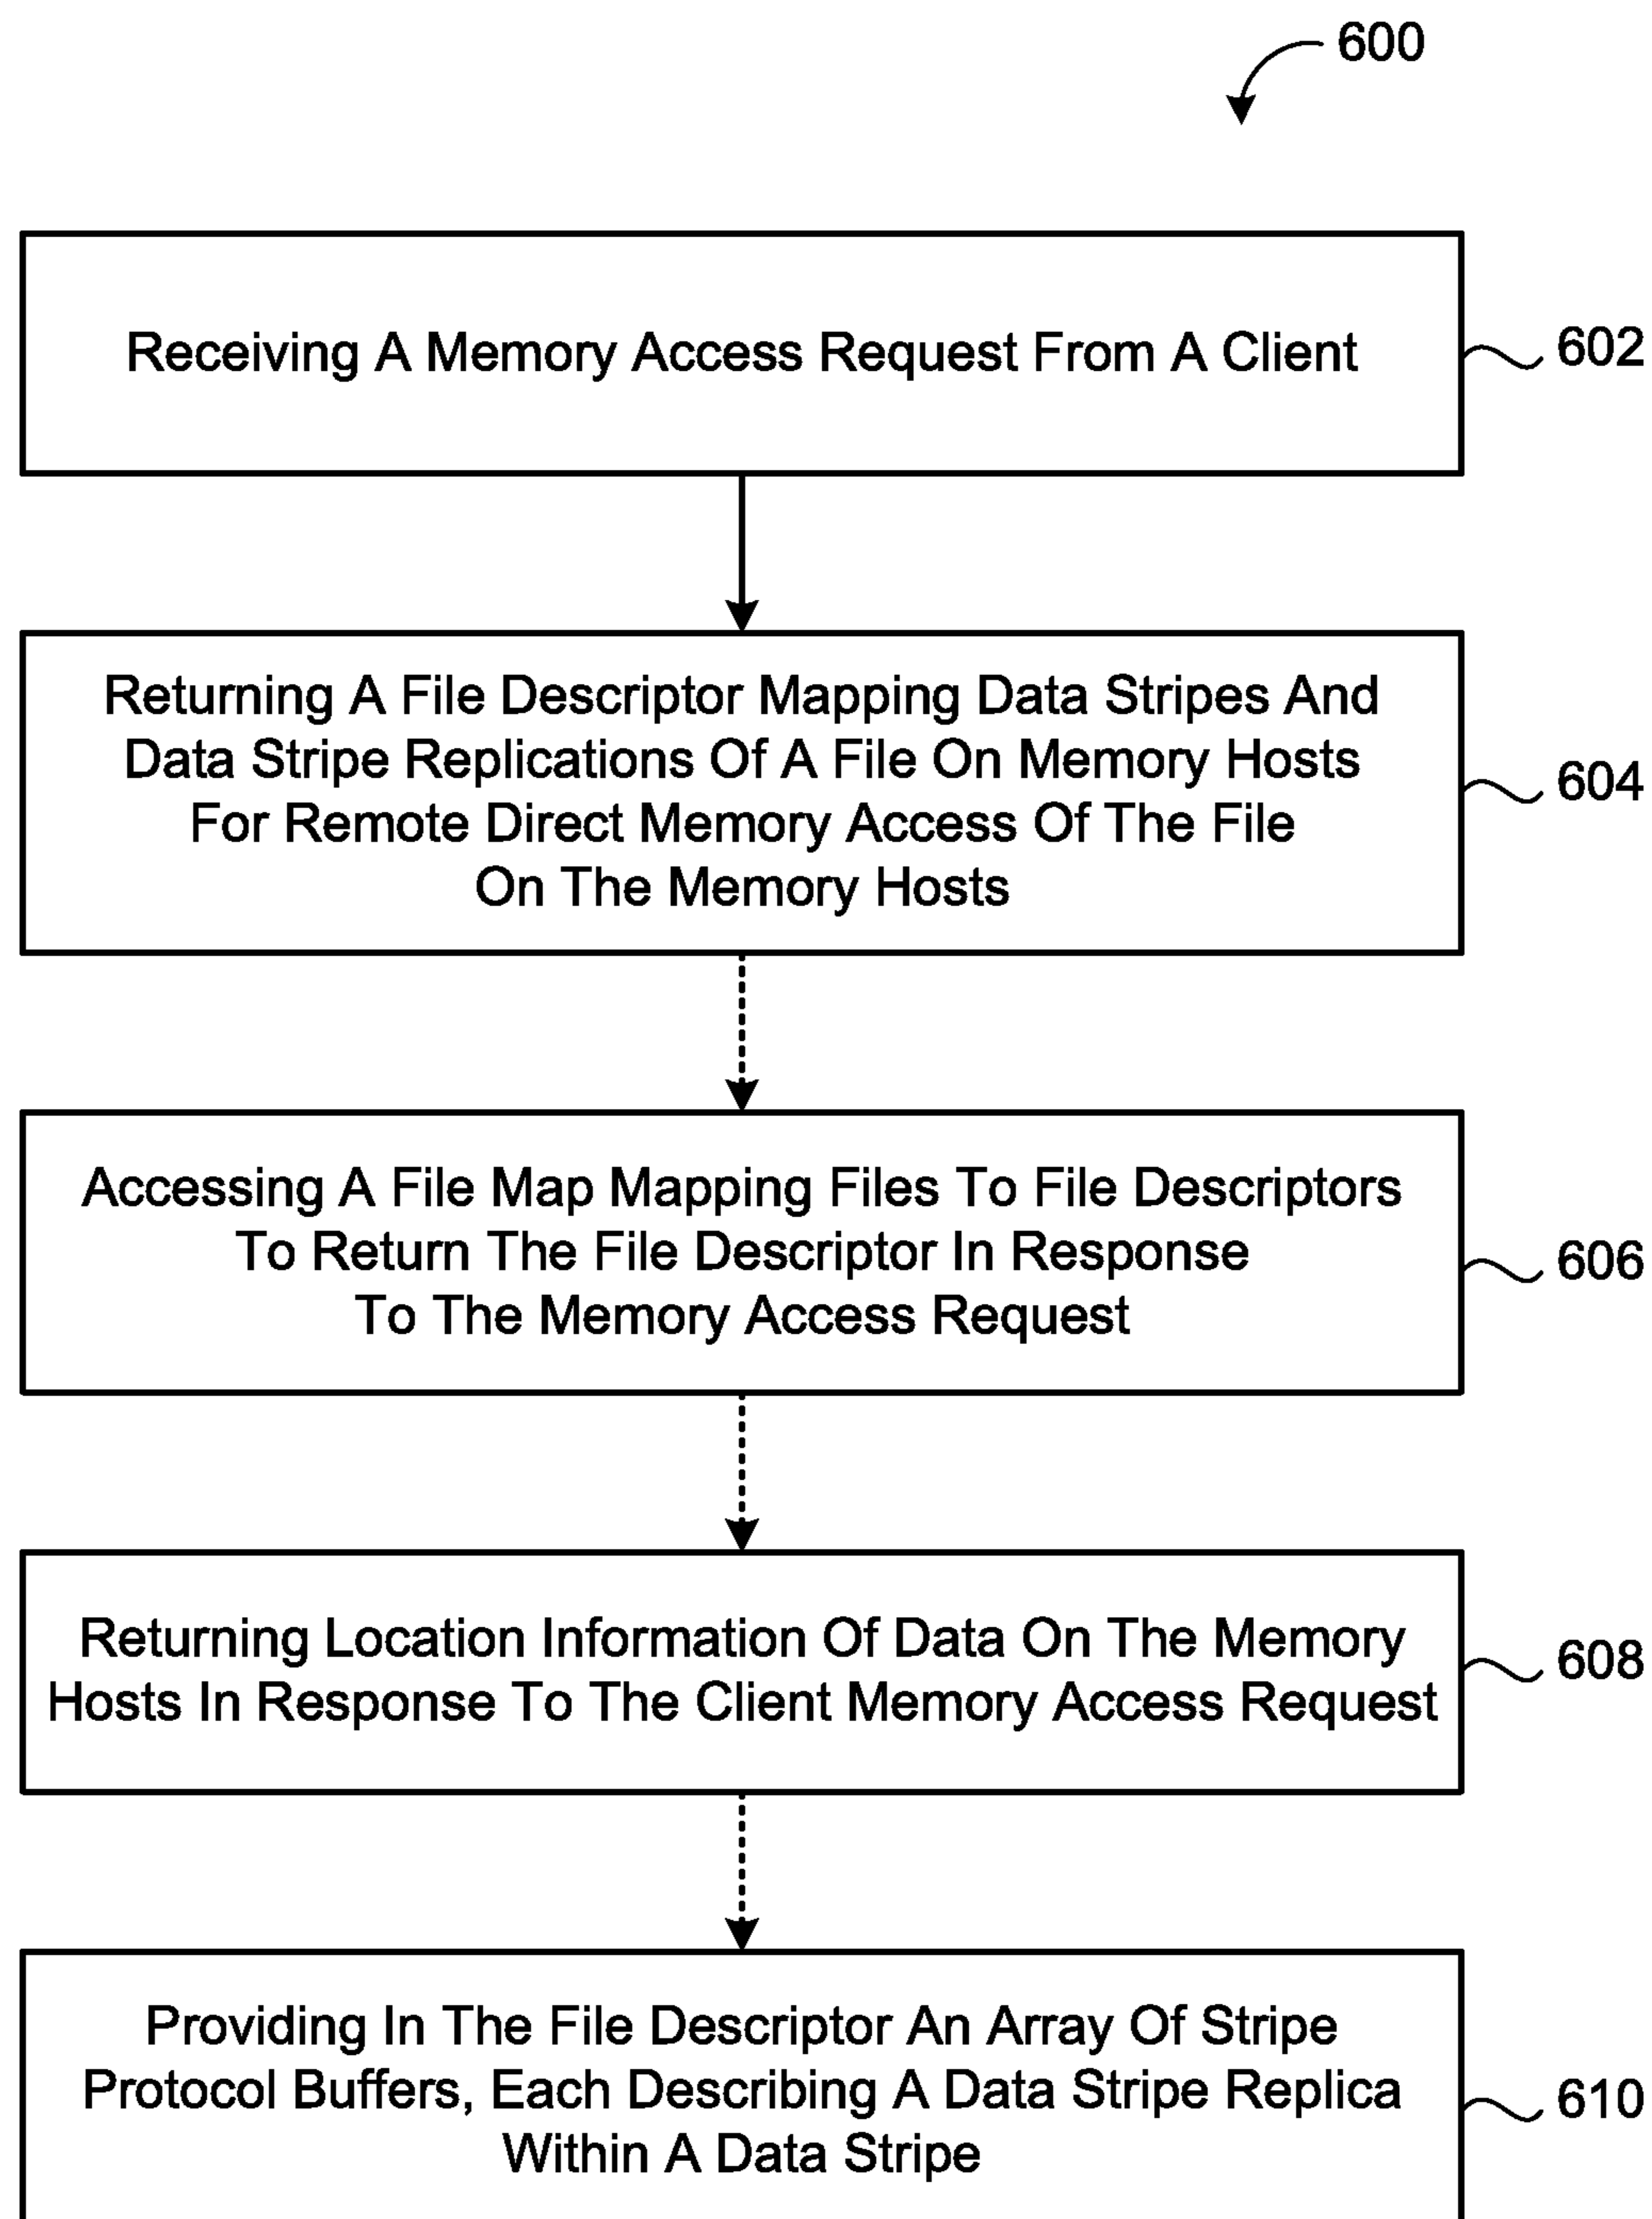 600
Receiving A Memory Access Request From A Client
602
Returning A File Descriptor Mapping Data Stripes And
Data Stripe Replications Of A File On Memory Hosts
For Remote Direct Memory Access Of The File
On The Memory Hosts
604
Accessing A File Map Mapping Files To File Descriptors
To Return The File Descriptor In Response
To The Memory Access Request
606
Returning Location Information Of Data On The Memory
Hosts In Response To The Client Memory Access Request
608
Providing In The File Descriptor An Array Of Stripe
Protocol Buffers, Each Describing A Data Stripe Replica
Within A Data Stripe
610